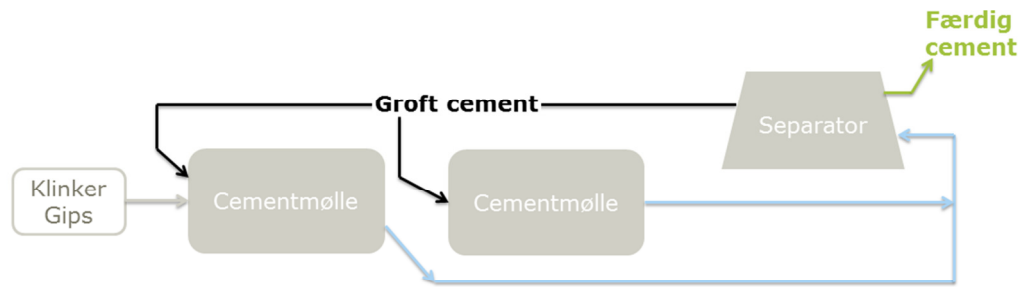 Færdig
cement
Groft cement
Separator
Klinker
Gips
Cementmølle
Cementmølle